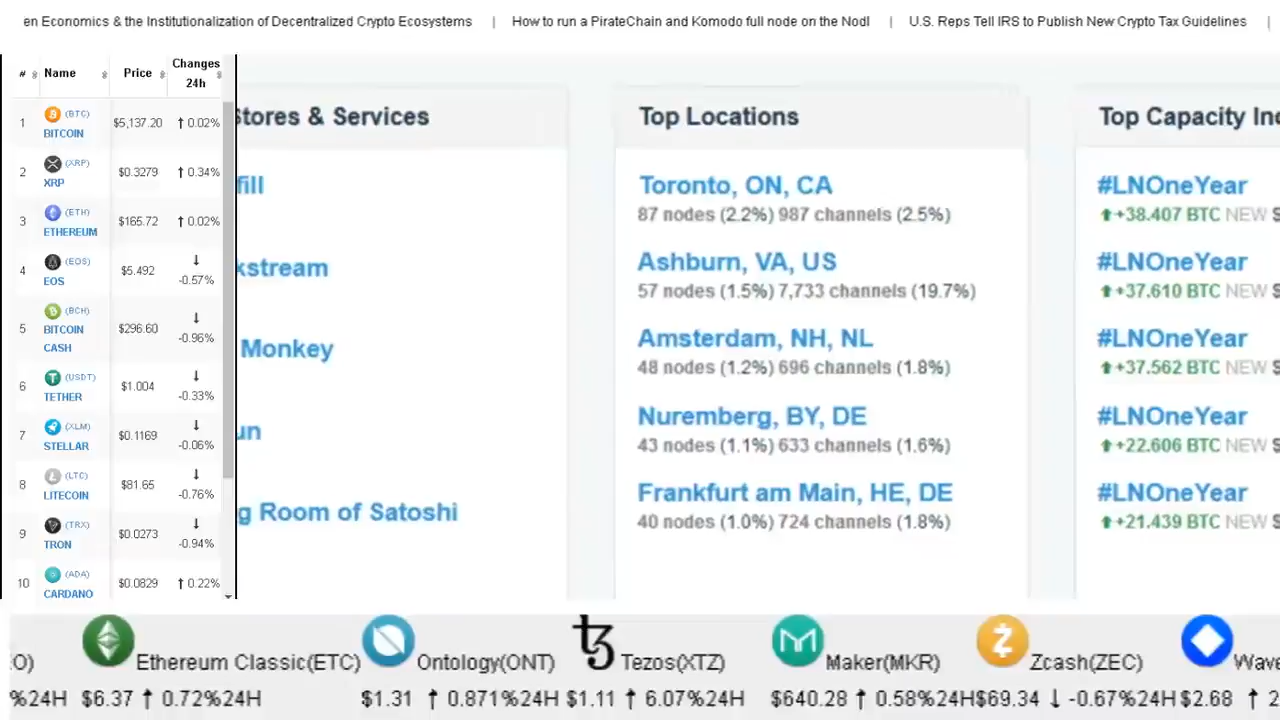 en Economics & the Institutionalization of Decentralized Crypto Ecosystems | How to run a PirateChain and Komodo full node on the Nodl | U.S. Reps Tell IRS to Publish New Crypto Tax Guidelines |
# Name Price Changes 24h
1 (BTC) BITCOIN $5,137.20 ↑ 0.02%
2 (XRP) XRP $0.3279 ↑ 0.34%
3 (ETH) ETHEREUM $165.72 ↑ 0.02%
4 (EOS) EOS $5.492 ↓ -0.57%
5 (BCH) BITCOIN CASH $296.60 ↓ -0.96%
6 (USDT) TETHER $1.004 ↓ -0.33%
7 (XLM) STELLAR $0.1169 ↓ -0.06%
8 (LTC) LITECOIN $81.65 ↓ -0.76%
9 (TRX) TRON $0.0273 ↓ -0.94%
10 (ADA) CARDANO $0.0829 ↑ 0.22%
Stores & Services
fill
kstream
Monkey
un
g Room of Satoshi
Top Locations
Toronto, ON, CA
87 nodes (2.2%) 987 channels (2.5%)
Ashburn, VA, US
57 nodes (1.5%) 7,733 channels (19.7%)
Amsterdam, NH, NL
48 nodes (1.2%) 696 channels (1.8%)
Nuremberg, BY, DE
43 nodes (1.1%) 633 channels (1.6%)
Frankfurt am Main, HE, DE
40 nodes (1.0%) 724 channels (1.8%)
Top Capacity Inc
#LNOneYear
+38.407 BTC NEW $
#LNOneYear
+37.610 BTC NEW $
#LNOneYear
+37.562 BTC NEW $
#LNOneYear
+22.606 BTC NEW $
#LNOneYear
+21.439 BTC NEW $
O) Ethereum Classic(ETC) Ontology(ONT) Tezos(XTZ) Maker(MKR) Zcash(ZEC) Wave
%24H $6.37 ↑ 0.72%24H $1.31 ↑ 0.871%24H $1.11 ↑ 6.07%24H $640.28 ↑ 0.58%24H $69.34 ↓ -0.67%24H $2.68 ↑ 2